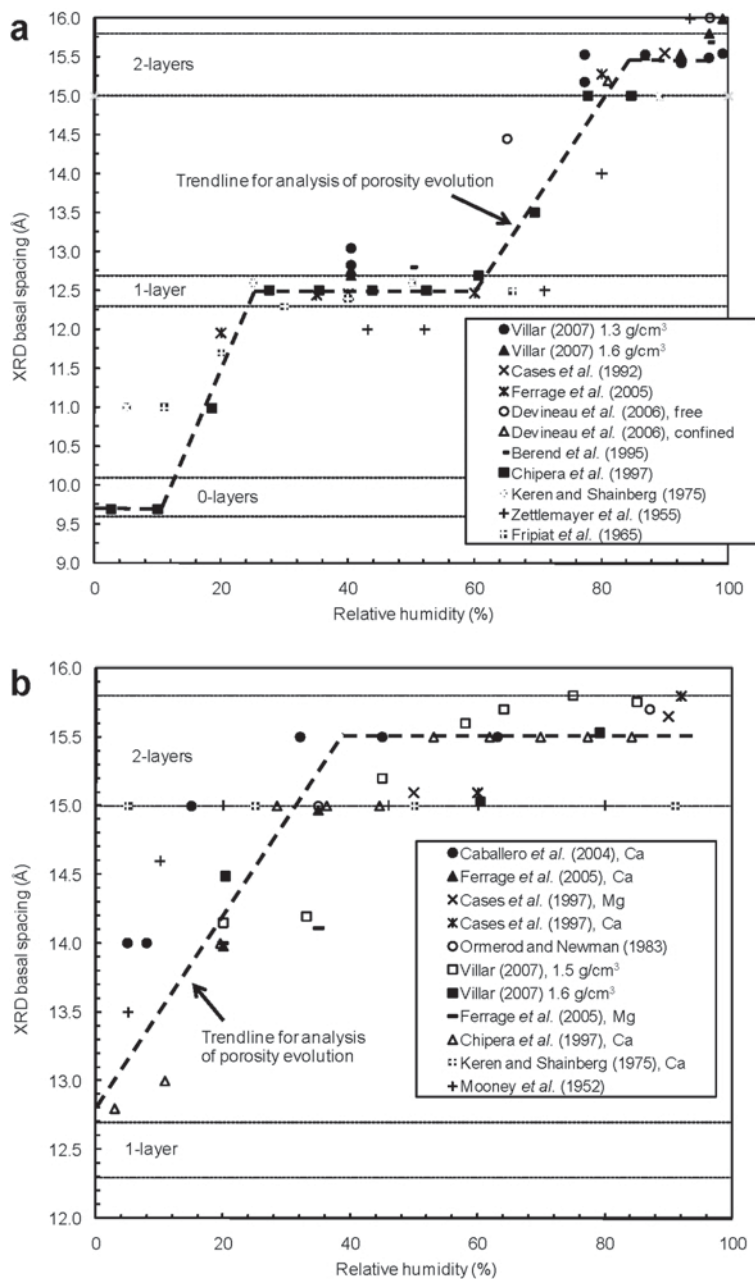 a
16.0
15.5
15.0
14.5
14.0
13.5
13.0
12.5
12.0
11.5
11.0
10.5
10.0
9.5
9.0
XRD basal spacing (Å)
2-layers
Trendline for analysis of porosity evolution
1-layer
0-layers
Villar (2007) 1.3 g/cm³
Villar (2007) 1.6 g/cm³
Cases et al. (1992)
Ferrage et al. (2005)
Devineau et al. (2006), free
Devineau et al. (2006), confined
Berend et al. (1995)
Chipera et al. (1997)
Keren and Shainberg (1975)
Zettlemayer et al. (1955)
Fripiat et al. (1965)
0 20 40 60 80 100
Relative humidity (%)
b
16.0
15.5
15.0
14.5
14.0
13.5
13.0
12.5
12.0
XRD basal spacing (Å)
2-layers
Trendline for analysis
of porosity evolution
1-layer
Caballero et al. (2004), Ca
Ferrage et al. (2005), Ca
Cases et al. (1997), Mg
Cases et al. (1997), Ca
Ormerod and Newman (1983)
Villar (2007), 1.5 g/cm³
Villar (2007) 1.6 g/cm³
Ferrage et al. (2005), Mg
Chipera et al. (1997), Ca
Keren and Shainberg (1975), Ca
Mooney et al. (1952)
0 20 40 60 80 100
Relative humidity (%)